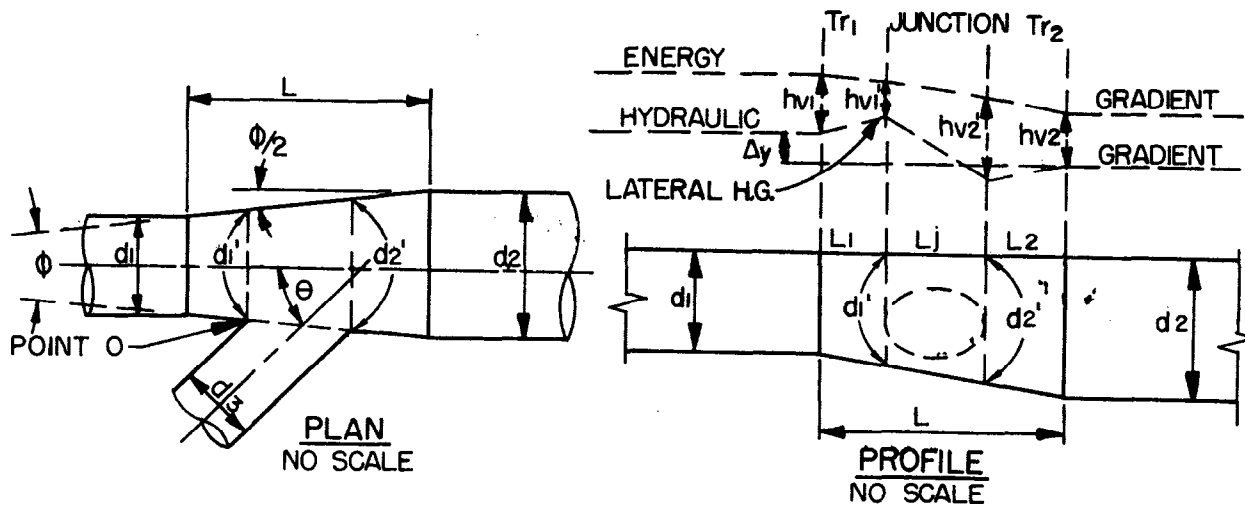 L
Φ/2
Φ
d1
d1'
d2'
d2
θ
POINT O
d3
PLAN
NO SCALE
Tr1 JUNCTION Tr2
ENERGY
hv1
hv1'
hv2'
hv2
GRADIENT
HYDRAULIC
Δy
GRADIENT
LATERAL H.G.
L1 Lj L2
d1
d1'
d2'
d2
L
PROFILE
NO SCALE